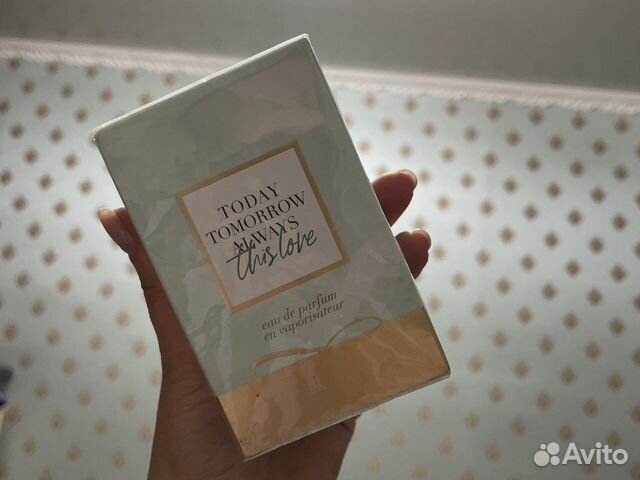 TODAY
TOMORROW
ALWAYS
this love
eau de parfum
en vaporisateur
Avito